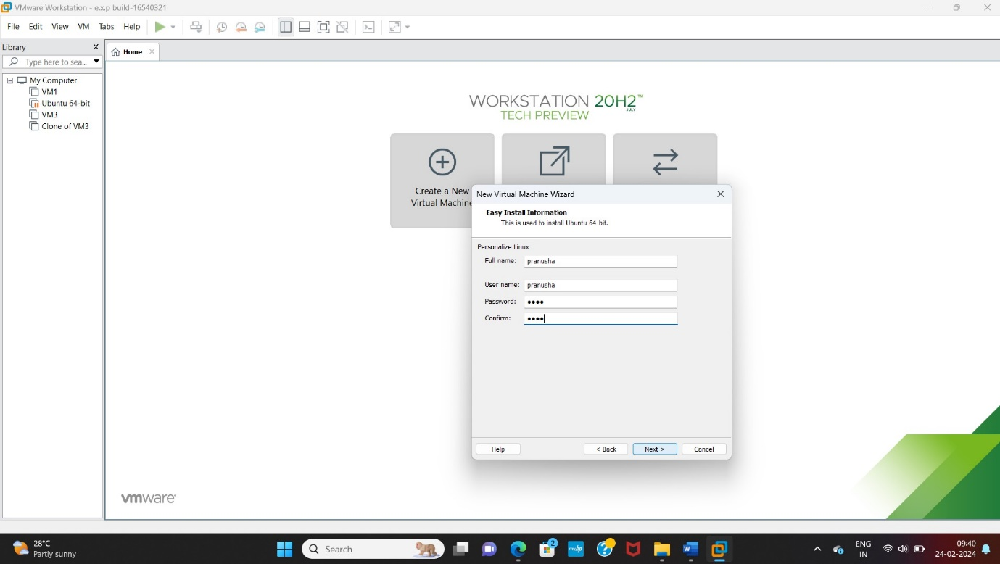 VMware Workstation - e.x.p build-16540321
File Edit View VM Tabs Help
Library
Type here to sea...
Home
My Computer
VM1
Ubuntu 64-bit
VM3
Clone of VM3
WORKSTATION 20H2™
JULY
TECH PREVIEW
Create a New
Virtual Machine
New Virtual Machine Wizard
Easy Install Information
This is used to install Ubuntu 64-bit.
Personalize Linux
Full name: pranusha
User name: pranusha
Password: ●●●●
Confirm: ●●●●
Help < Back Next > Cancel
vmware®
28°C
Partly sunny
Search
2
myhp
W
ENG
IN
09:40
24-02-2024